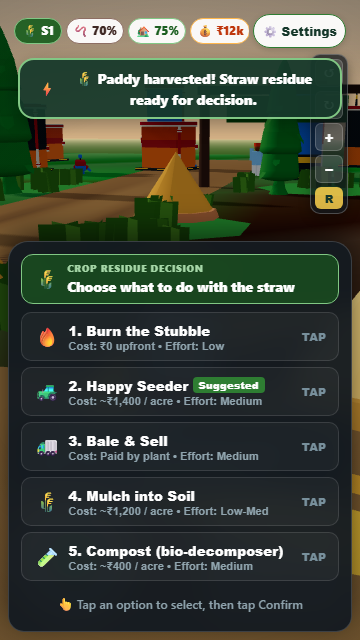 S1 70% 75% ₹12k Settings
Paddy harvested! Straw residue
ready for decision.
+
−
R
CROP RESIDUE DECISION
Choose what to do with the straw
1. Burn the Stubble
Cost: ₹0 upfront • Effort: Low
TAP
2. Happy Seeder Suggested
Cost: ~₹1,400 / acre • Effort: Medium
TAP
3. Bale & Sell
Cost: Paid by plant • Effort: Medium
TAP
4. Mulch into Soil
Cost: ~₹1,200 / acre • Effort: Low-Med
TAP
5. Compost (bio-decomposer)
Cost: ~₹400 / acre • Effort: Medium
TAP
Tap an option to select, then tap Confirm